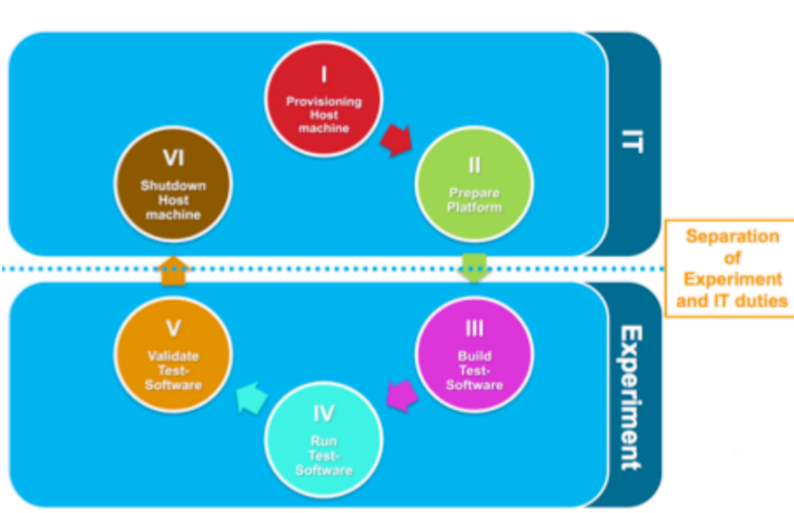 I
Provisioning
Host
machine
II
Prepare
Platform
VI
Shutdown
Host
machine
IT
Separation
of
Experiment
and IT duties
III
Build
Test-
Software
IV
Run
Test-
Software
V
Validate
Test-
Software
Experiment